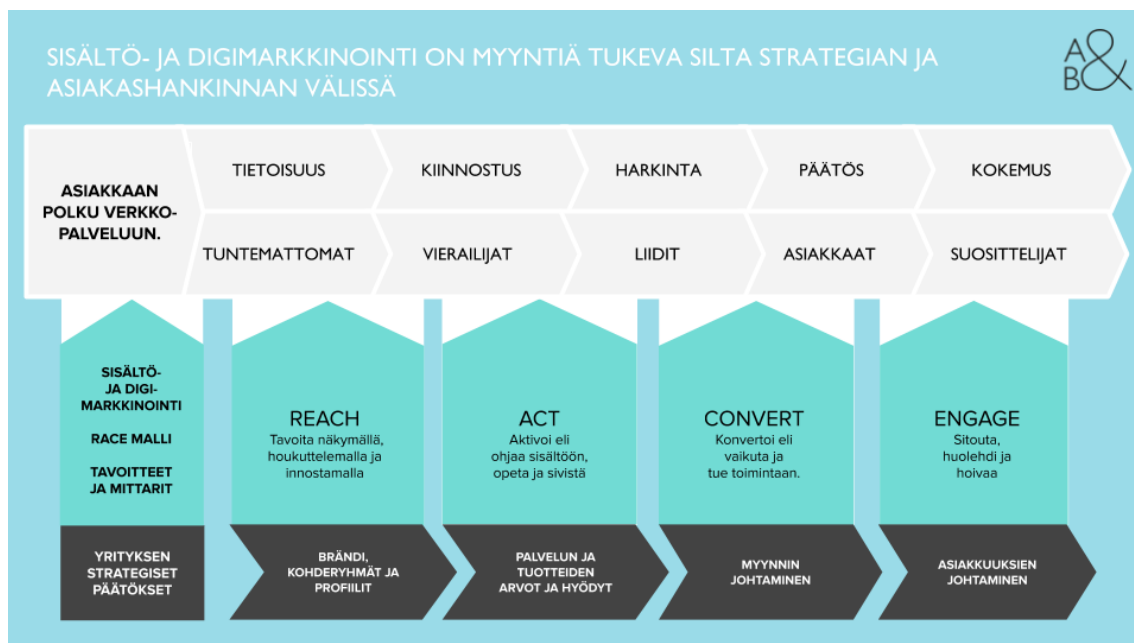 SISÄLTÖ- JA DIGIMARKKINOINTI ON MYYNTIÄ TUKEVA SILTA STRATEGIAN JA
ASIAKASHANKINNAN VÄLISSÄ
A&B
ASIAKKAAN
POLKU VERKKO-
PALVELUUN.
TIETOISUUS
KIINNOSTUS
HARKINTA
PÄÄTÖS
KOKEMUS
TUNTEMATTOMAT
VIERAILIJAT
LIIDIT
ASIAKKAAT
SUOSITTELIJAT
SISÄLTÖ-
JA DIGI-
MARKKINOINTI
RACE MALLI
TAVOITTEET
JA MITTARIT
REACH
Tavoita näkymällä,
houkuttelemalla ja
innostamalla
ACT
Aktivoi eli
ohjaa sisältöön,
opeta ja sivistä
CONVERT
Konvertoi eli
vaikuta ja
tue toimintaan.
ENGAGE
Sitouta,
huolehdi ja
hoivaa
YRITYKSEN
STRATEGISET
PÄÄTÖKSET
BRÄNDI,
KOHDERYHMÄT JA
PROFIILIT
PALVELUN JA
TUOTTEIDEN
ARVOT JA HYÖDYT
MYYNNIN
JOHTAMINEN
ASIAKKUUKSIEN
JOHTAMINEN